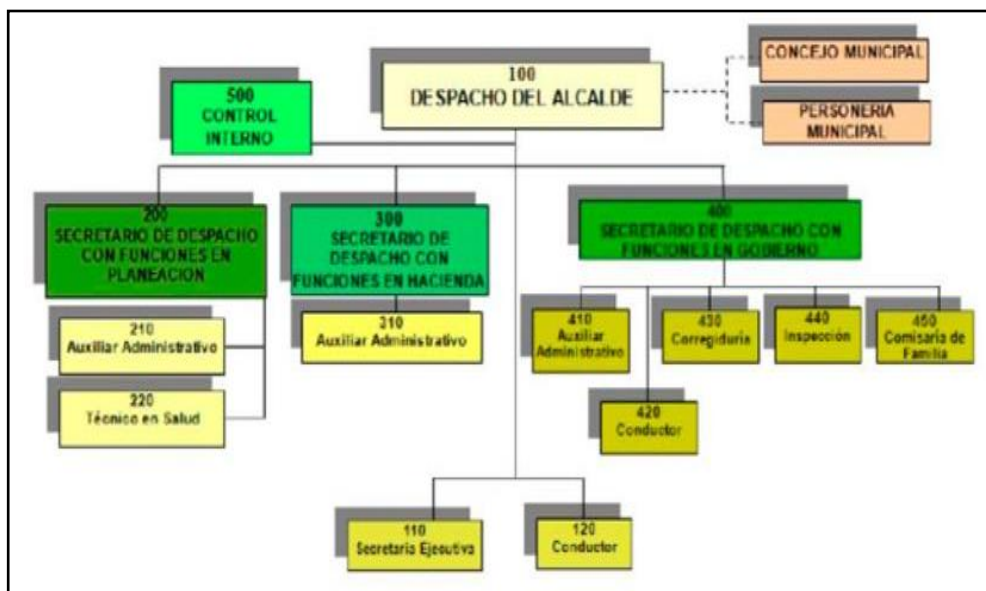 100
DESPACHO DEL ALCALDE
CONCEJO MUNICIPAL
PERSONERIA
MUNICIPAL
500
CONTROL
INTERNO
200
SECRETARIO DE DESPACHO
CON FUNCIONES EN
PLANEACION
300
SECRETARIO DE
DESPACHO CON
FUNCIONES EN HACIENDA
400
SECRETARIO DE DESPACHO CON
FUNCIONES EN GOBIERNO
210
Auxiliar Administrativo
220
Técnico en Salud
310
Auxiliar Administrativo
410
Auxiliar
Administrativo
430
Corregiduria
440
Inspección
450
Comisaria de
Familia
420
Conductor
110
Secretaria Ejecutiva
120
Conductor